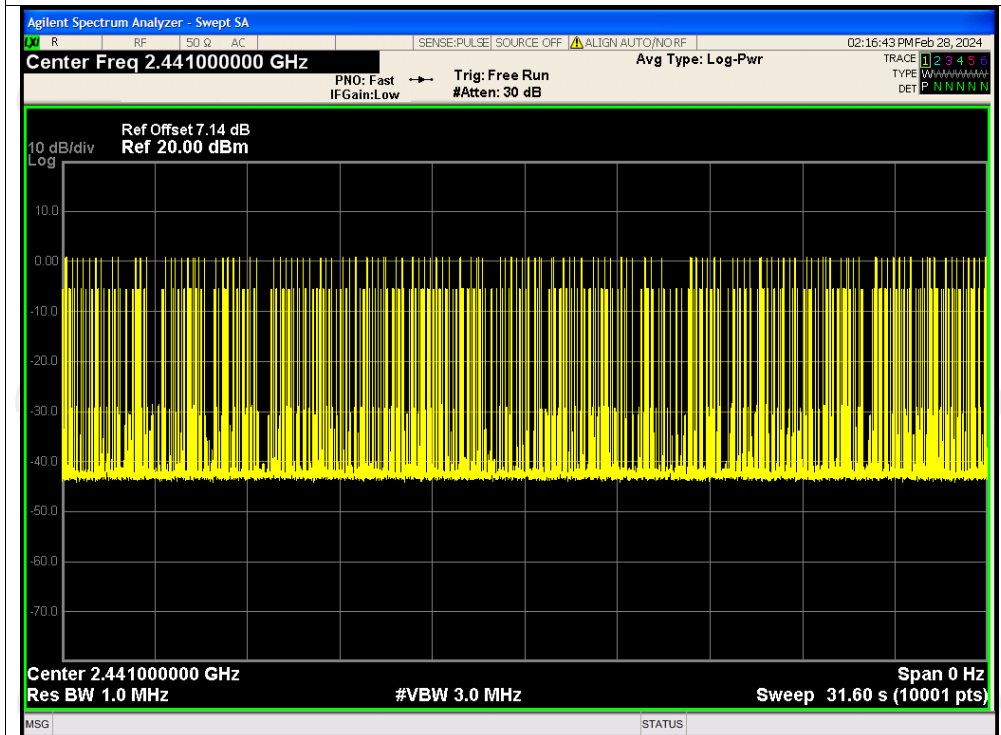 Agilent Spectrum Analyzer - Swept SA
LXI R RF 50 Ω AC SENSE:PULSE SOURCE OFF ALIGN AUTO/NO RF 02:16:43 PM Feb 28, 2024
Center Freq 2.441000000 GHz
PNO: Fast
IFGain:Low
Trig: Free Run
#Atten: 30 dB
Avg Type: Log-Pwr
TRACE 1 2 3 4 5 6
TYPE WWWWWW
DET P N N N N N
Ref Offset 7.14 dB
10 dB/div Ref 20.00 dBm
Log
10.0
0.00
-10.0
-20.0
-30.0
-40.0
-50.0
-60.0
-70.0
Center 2.441000000 GHz Span 0 Hz
Res BW 1.0 MHz #VBW 3.0 MHz Sweep 31.60 s (10001 pts)
MSG STATUS